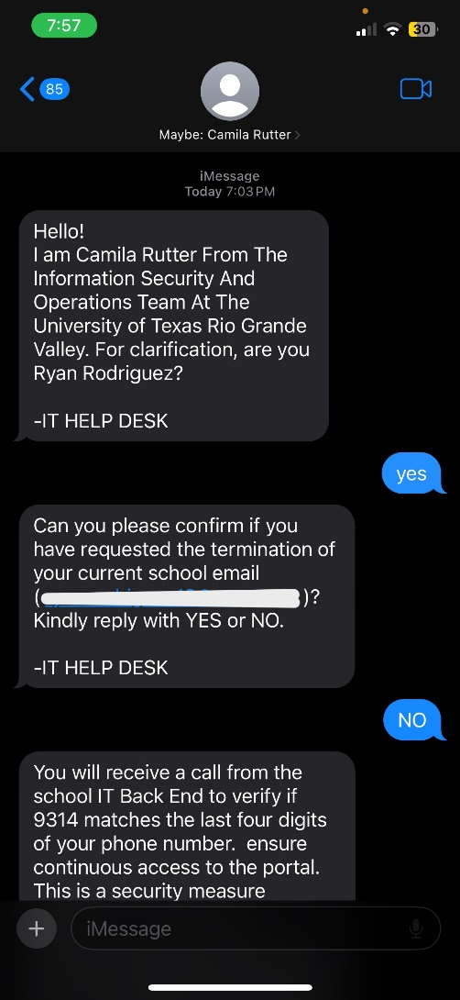 7:57
30
85
Maybe: Camila Rutter
iMessage
Today 7:03 PM
Hello!
I am Camila Rutter From The
Information Security And
Operations Team At The
University of Texas Rio Grande
Valley. For clarification, are you
Ryan Rodriguez?
-IT HELP DESK
yes
Can you please confirm if you
have requested the termination of
your current school email
( )?
Kindly reply with YES or NO.
-IT HELP DESK
NO
You will receive a call from the
school IT Back End to verify if
9314 matches the last four digits
of your phone number.  ensure
continuous access to the portal.
This is a security measure
iMessage